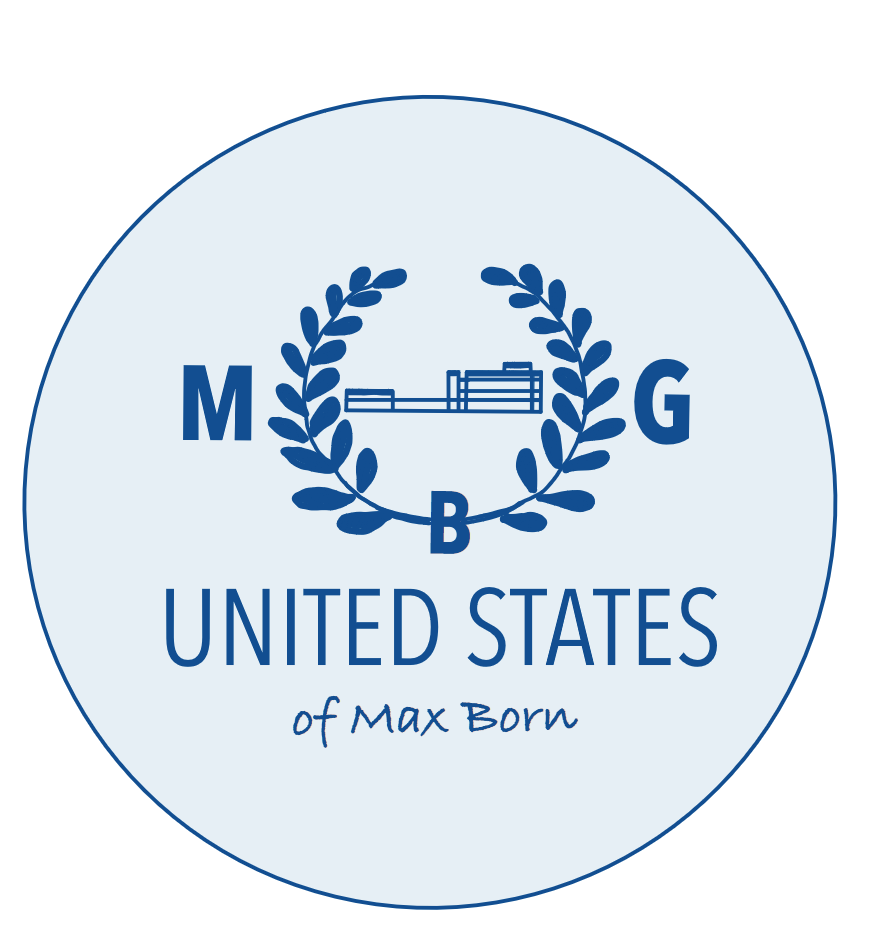 M G
B
UNITED STATES
of Max Born